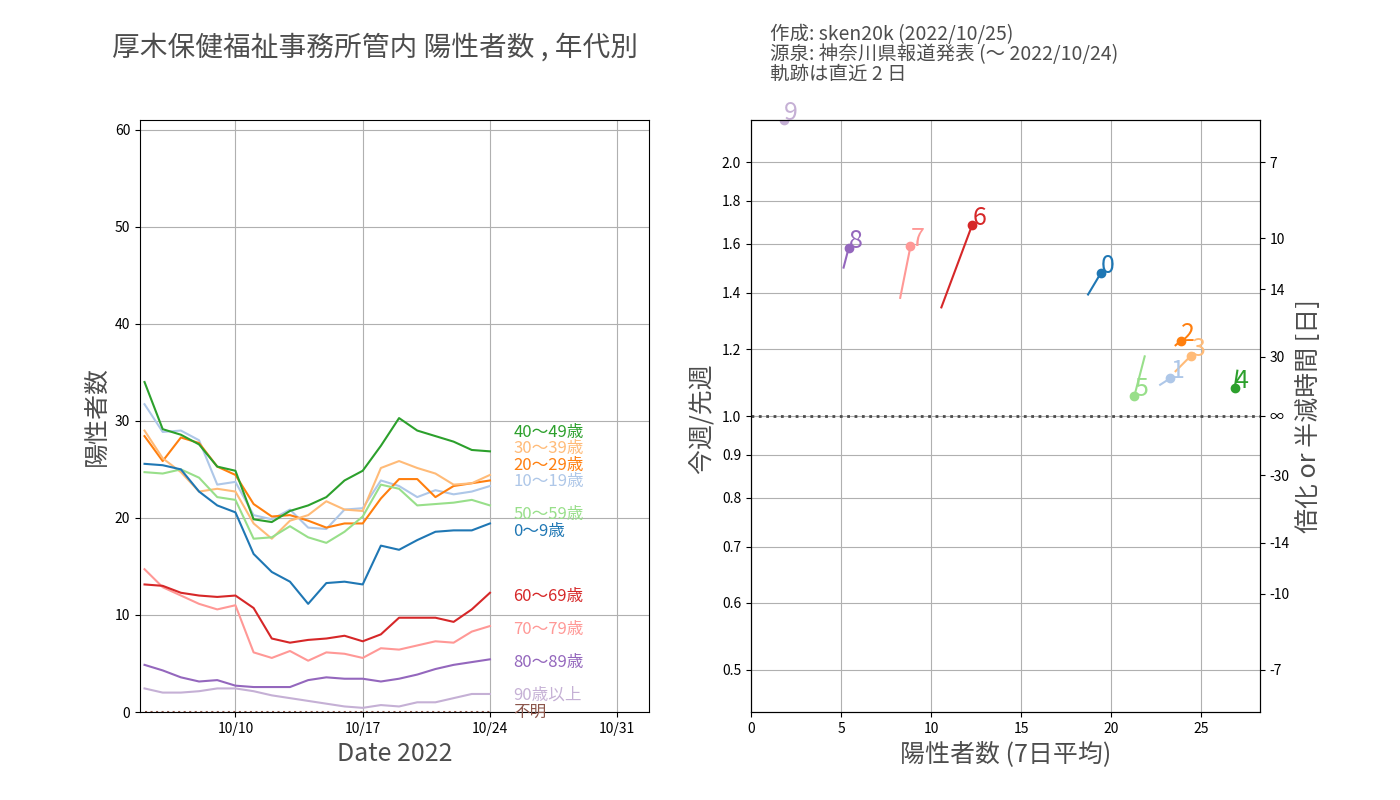 厚木保健福祉事務所管内 陽性者数 , 年代別
作成: sken20k (2022/10/25)
源泉: 神奈川県報道発表 (～ 2022/10/24)
軌跡は直近 2 日
陽性者数
60
50
40
30
20
10
0
10/10
10/17
10/24
10/31
Date 2022
40～49歳
30～39歳
20～29歳
10～19歳
50～59歳
0～9歳
60～69歳
70～79歳
80～89歳
90歳以上
不明
今週/先週
2.0
1.8
1.6
1.4
1.2
1.0
0.9
0.8
0.7
0.6
0.5
9
8
7
6
0
2
3
1
4
5
0
5
10
15
20
25
陽性者数 (7日平均)
7
10
14
30
∞
-30
-14
-10
-7
倍化 or 半減時間 [日]